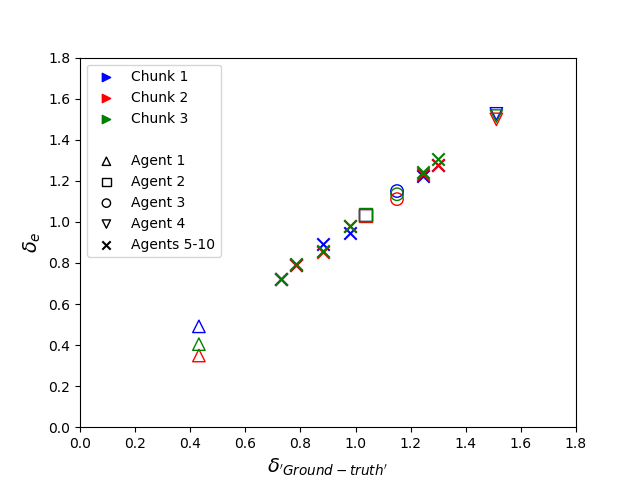 1.8
1.6
1.4
1.2
1.0
0.8
0.6
0.4
0.2
0.0
δe
Chunk 1
Chunk 2
Chunk 3
Agent 1
Agent 2
Agent 3
Agent 4
Agents 5-10
0.0 0.2 0.4 0.6 0.8 1.0 1.2 1.4 1.6 1.8
δ'Ground−truth'